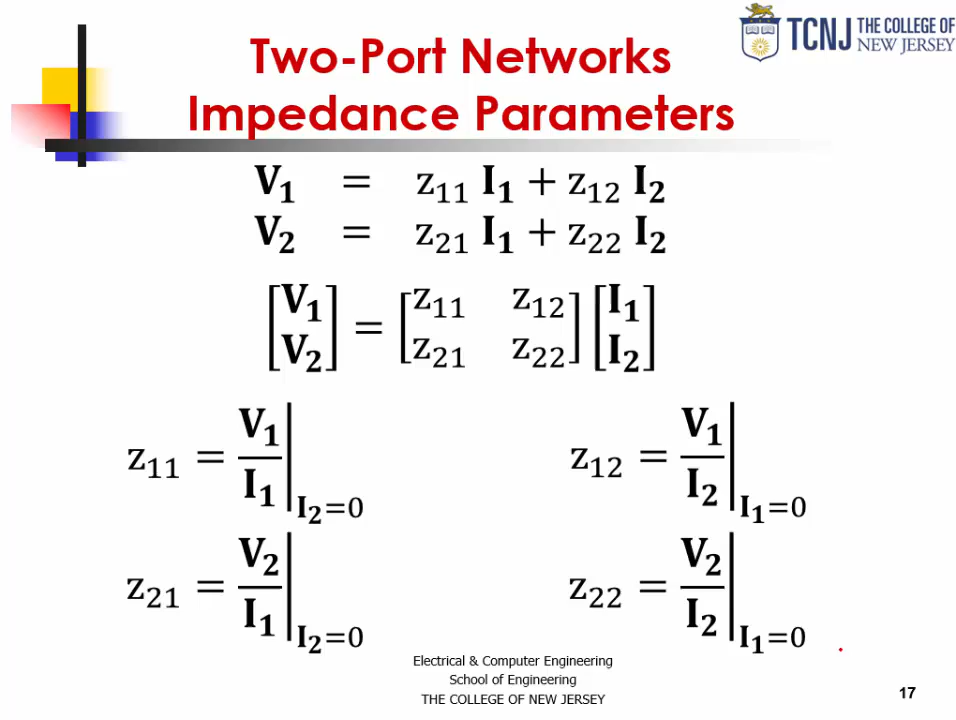 TCNJ THE COLLEGE OF NEW JERSEY
Two-Port Networks
Impedance Parameters
V₁ = z₁₁ I₁ + z₁₂ I₂
V₂ = z₂₁ I₁ + z₂₂ I₂
[V₁ V₂] = [z₁₁ z₁₂ z₂₁ z₂₂] [I₁ I₂]
z₁₁ = V₁/I₁|I₂=0
z₁₂ = V₁/I₂|I₁=0
z₂₁ = V₂/I₁|I₂=0
z₂₂ = V₂/I₂|I₁=0
Electrical & Computer Engineering
School of Engineering
THE COLLEGE OF NEW JERSEY
17